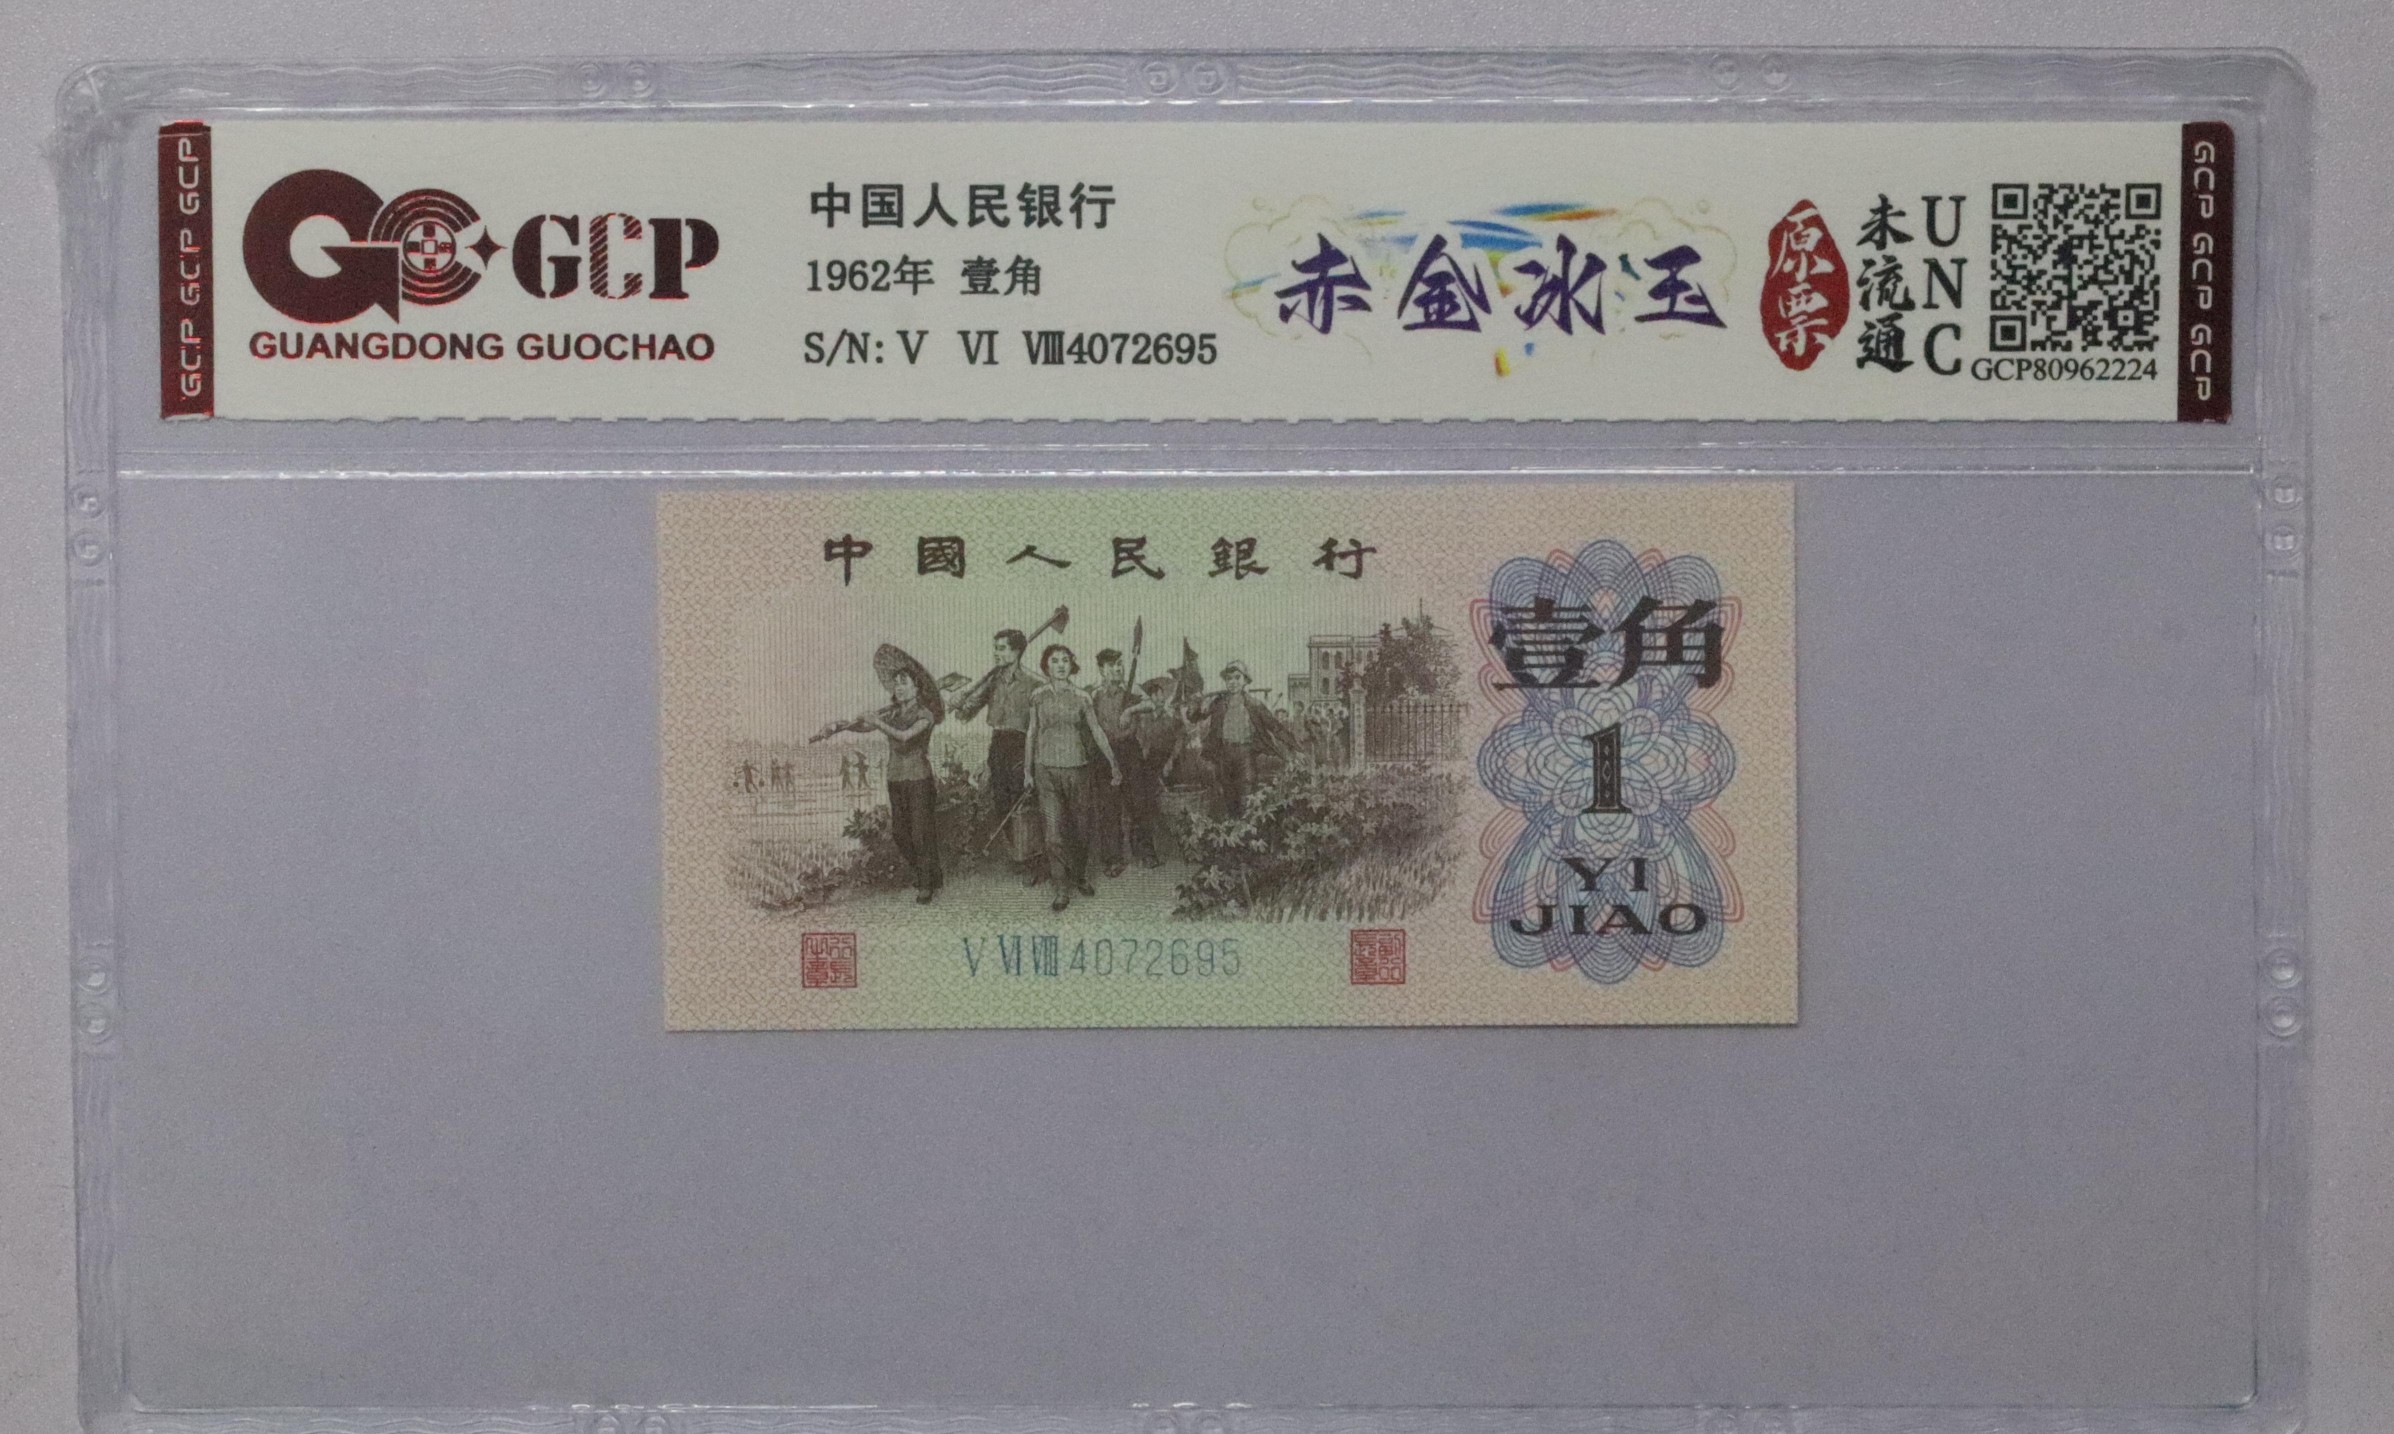 GCP GCP GCP
GCP
GUANGDONG GUOCHAO
中国人民银行
1962年 壹角
S/N: Ⅴ Ⅵ Ⅷ4072695
赤金冰玉
原票
未流通
UNC
GCP80962224
GCP GCP GCP
中國人民銀行
壹角
1
YI
JIAO
Ⅴ Ⅵ Ⅷ 4072695